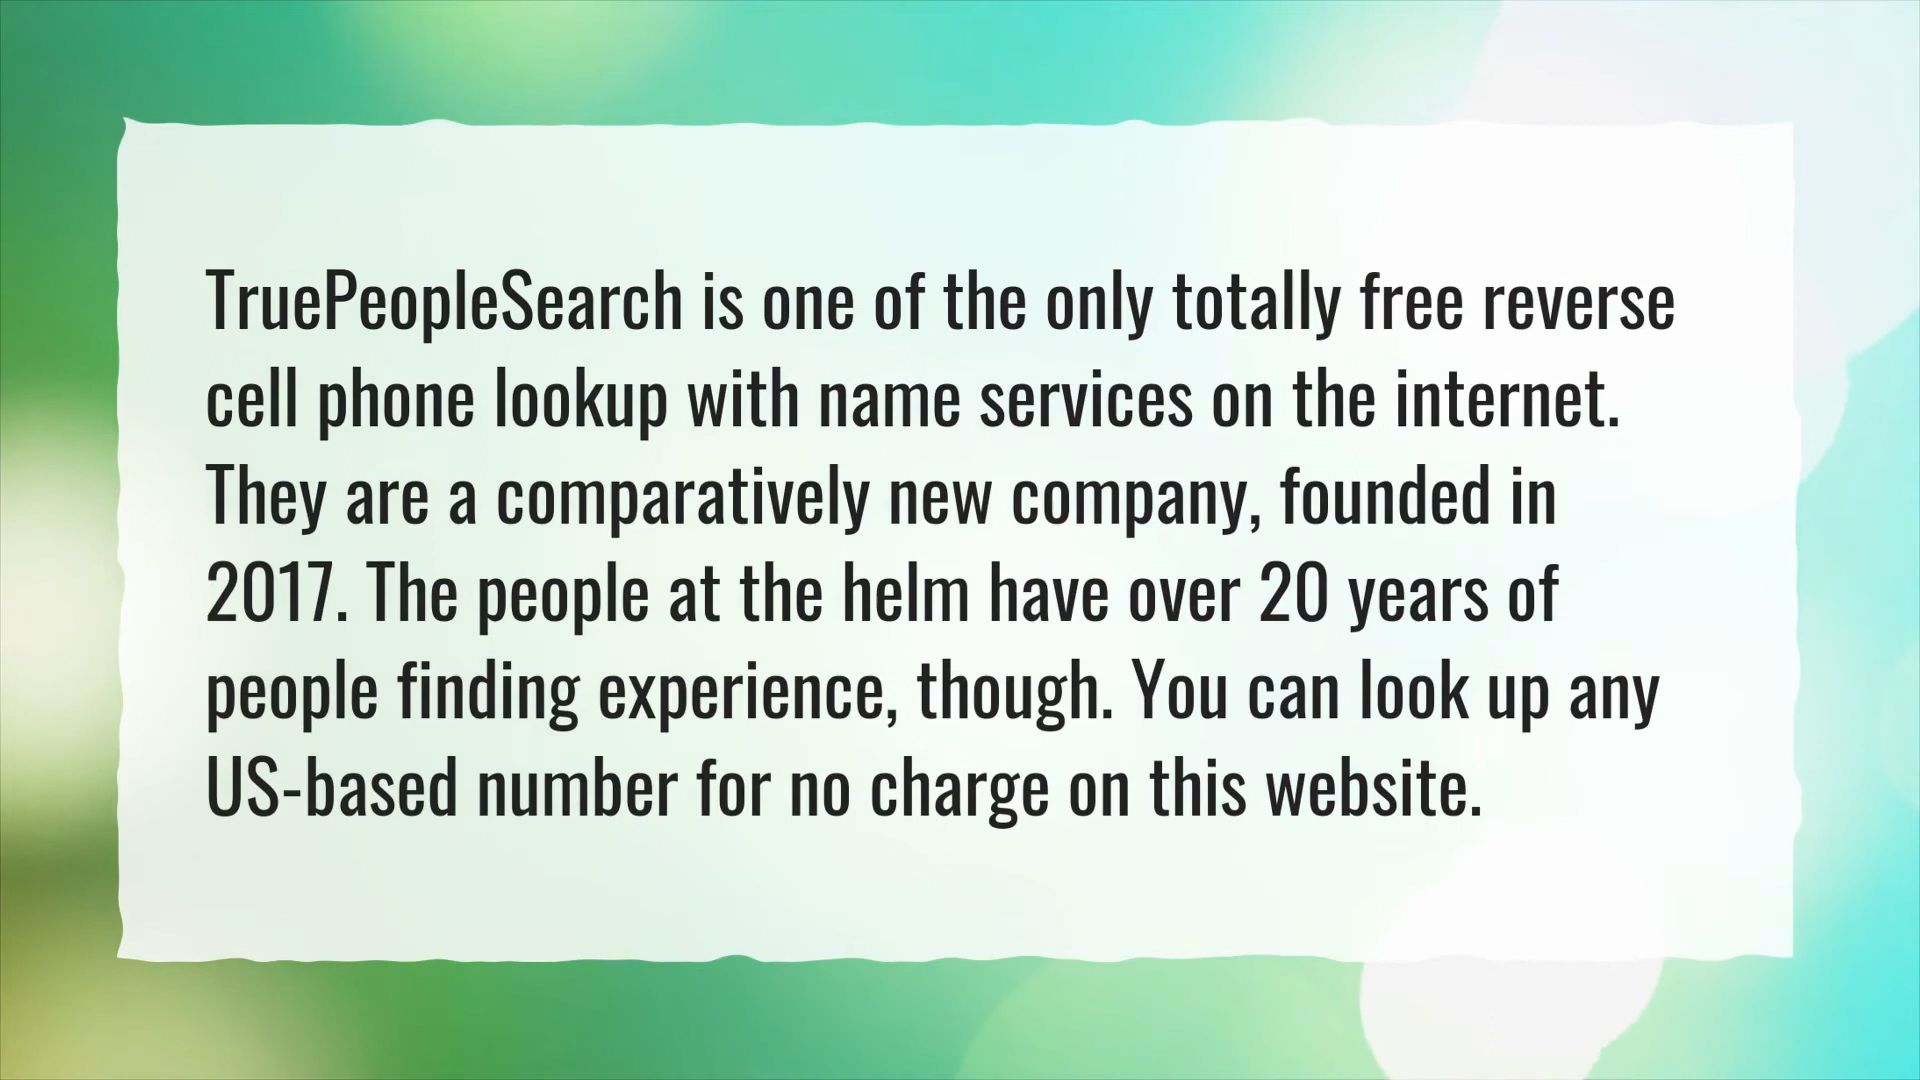 TruePeopleSearch is one of the only totally free reverse
cell phone lookup with name services on the internet.
They are a comparatively new company, founded in
2017. The people at the helm have over 20 years of
people finding experience, though. You can look up any
US-based number for no charge on this website.